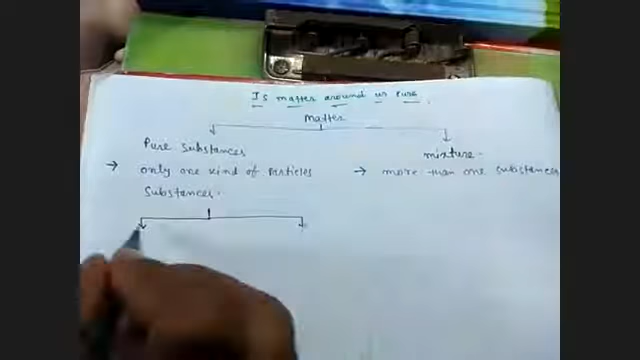 Is matter around us Pure.
Matter
Pure Substances
→ only one kind of Particles
Substances.
mixture.
→ more than one substances